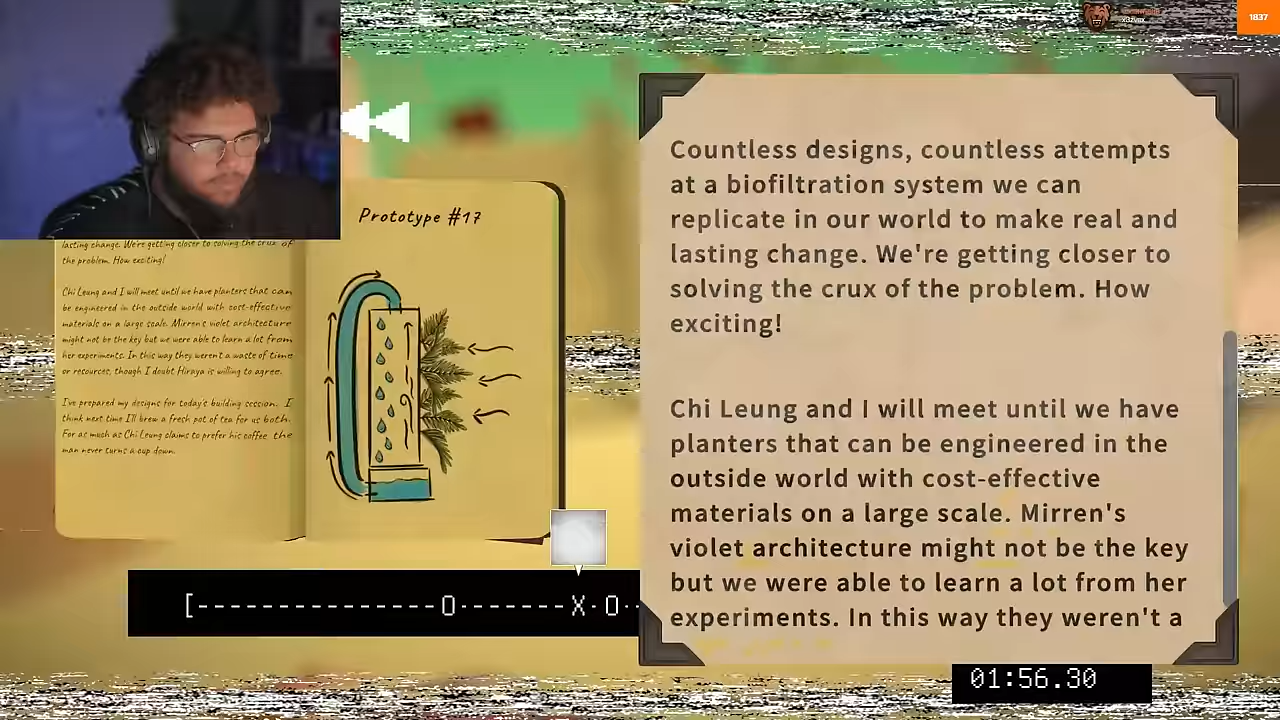 1837
Prototype #17
lasting change. We're getting closer to solving the crux of
the problem. How exciting!
Chi Leung and I will meet until we have planters that can
be engineered in the outside world with cost-effective
materials on a large scale. Mirren's violet architecture
might not be the key but we were able to learn a lot from
her experiments. In this way they weren't a waste of time
or resources, though I doubt Hiraya is willing to agree.
I've prepared my designs for today's building session. I
think next time I'll brew a fresh pot of tea for us both.
For as much as Chi Leung claims to prefer his coffee the
man never turns a cup down.
Countless designs, countless attempts
at a biofiltration system we can
replicate in our world to make real and
lasting change. We're getting closer to
solving the crux of the problem. How
exciting!
Chi Leung and I will meet until we have
planters that can be engineered in the
outside world with cost-effective
materials on a large scale. Mirren's
violet architecture might not be the key
but we were able to learn a lot from her
experiments. In this way they weren't a
[----------------O-------X-O--
01:56.30